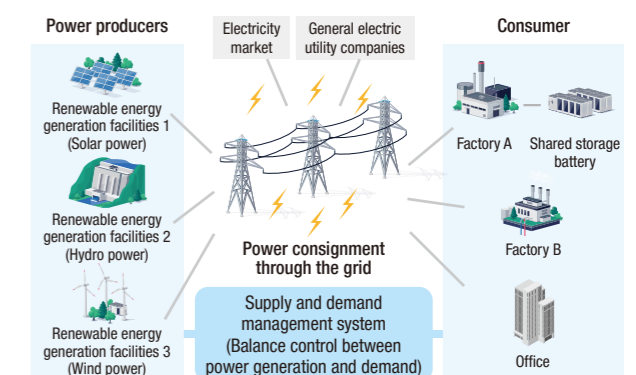 Power producers
Renewable energy
generation facilities 1
(Solar power)
Renewable energy
generation facilities 2
(Hydro power)
Renewable energy
generation facilities 3
(Wind power)
Electricity
market
General electric
utility companies
Power consignment
through the grid
Supply and demand
management system
(Balance control between
power generation and demand)
Consumer
Factory A
Shared storage
battery
Factory B
Office